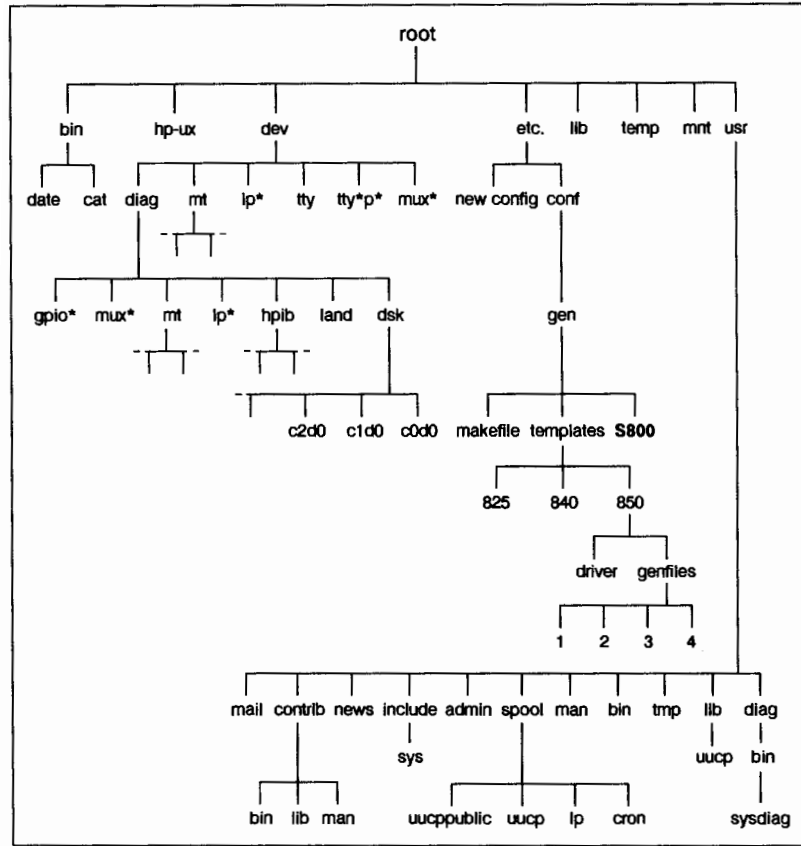 root
bin hp-ux dev etc. lib temp mnt usr
date cat diag mt lp* tty tty*p* mux* new config conf
gpio* mux* mt lp* hpib land dsk gen
c2d0 c1d0 c0d0 makefile templates S800
825 840 850
driver genfiles
1 2 3 4
mail contrib news include admin spool man bin tmp lib diag
sys uucp bin
bin lib man uucppublic uucp lp cron sysdiag